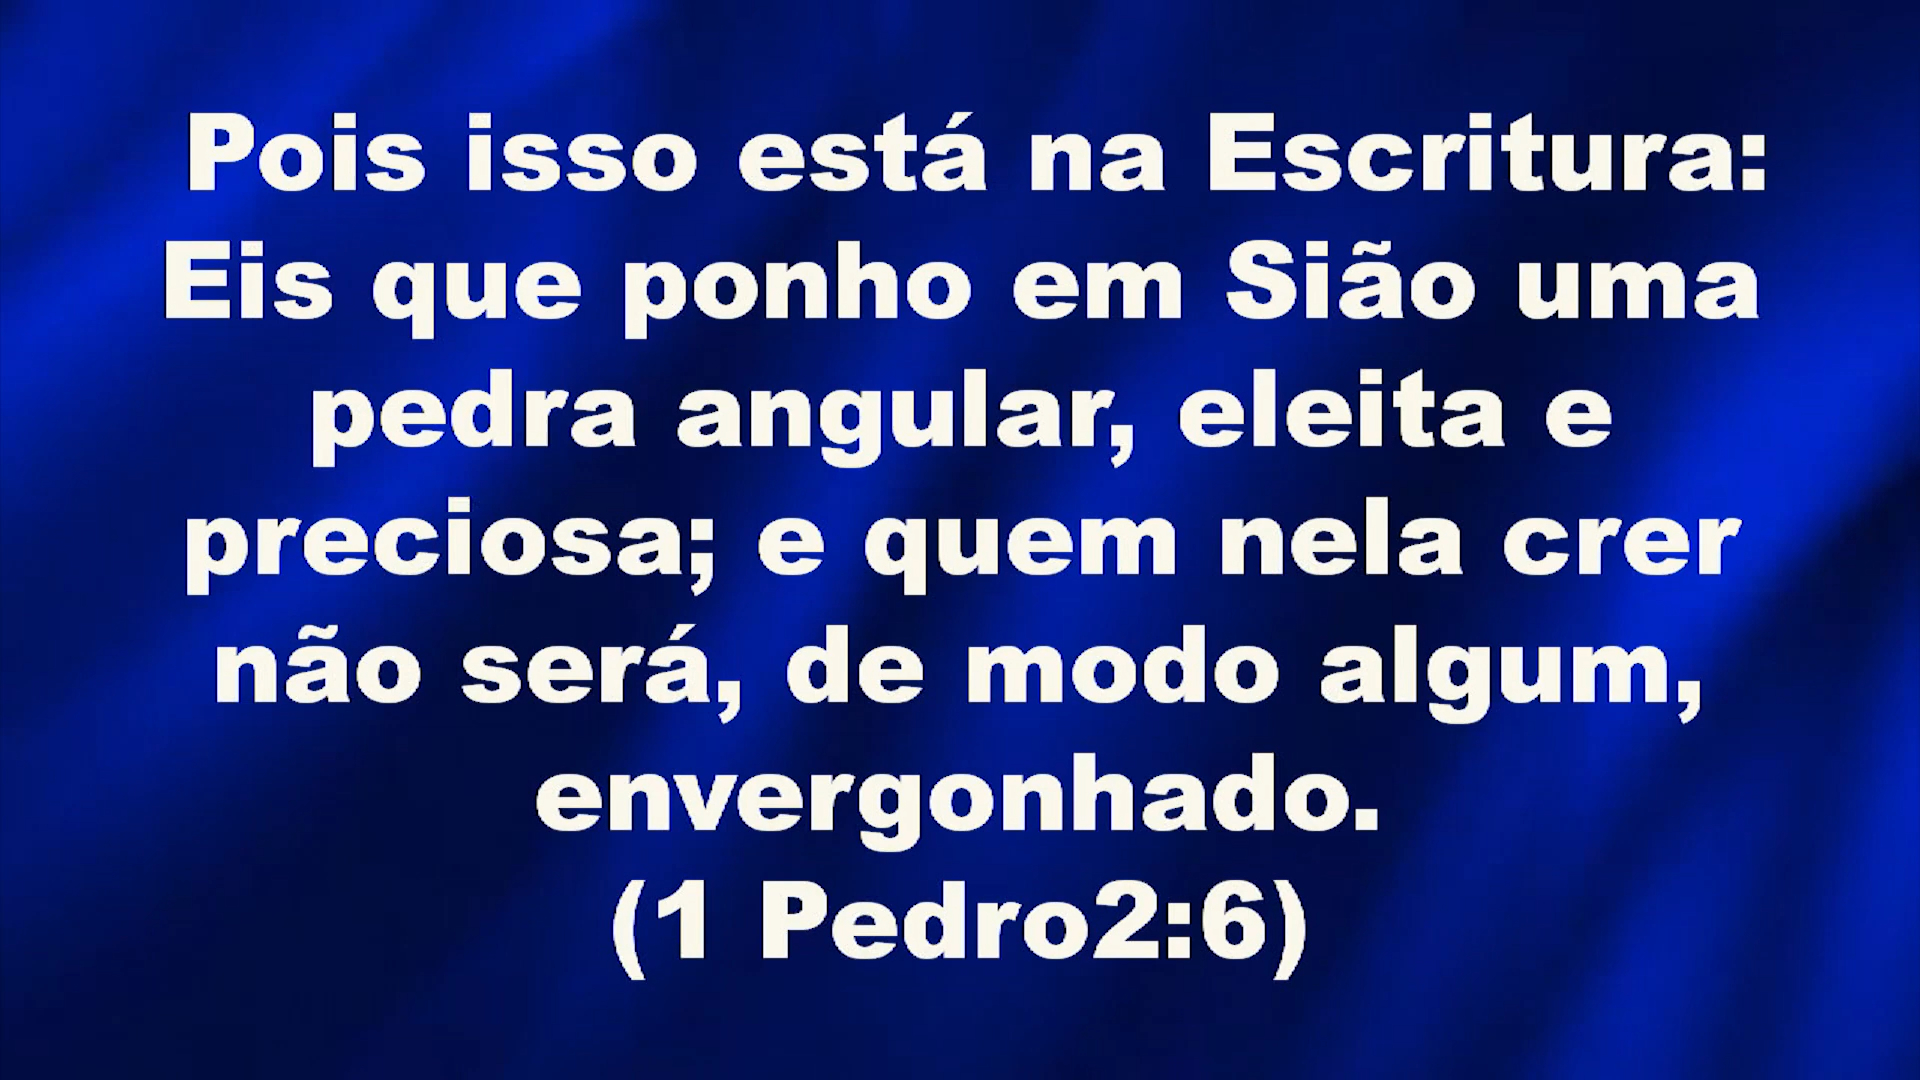 Pois isso está na Escritura:
Eis que ponho em Sião uma
pedra angular, eleita e
preciosa; e quem nela crer
não será, de modo algum,
envergonhado.
(1 Pedro2:6)